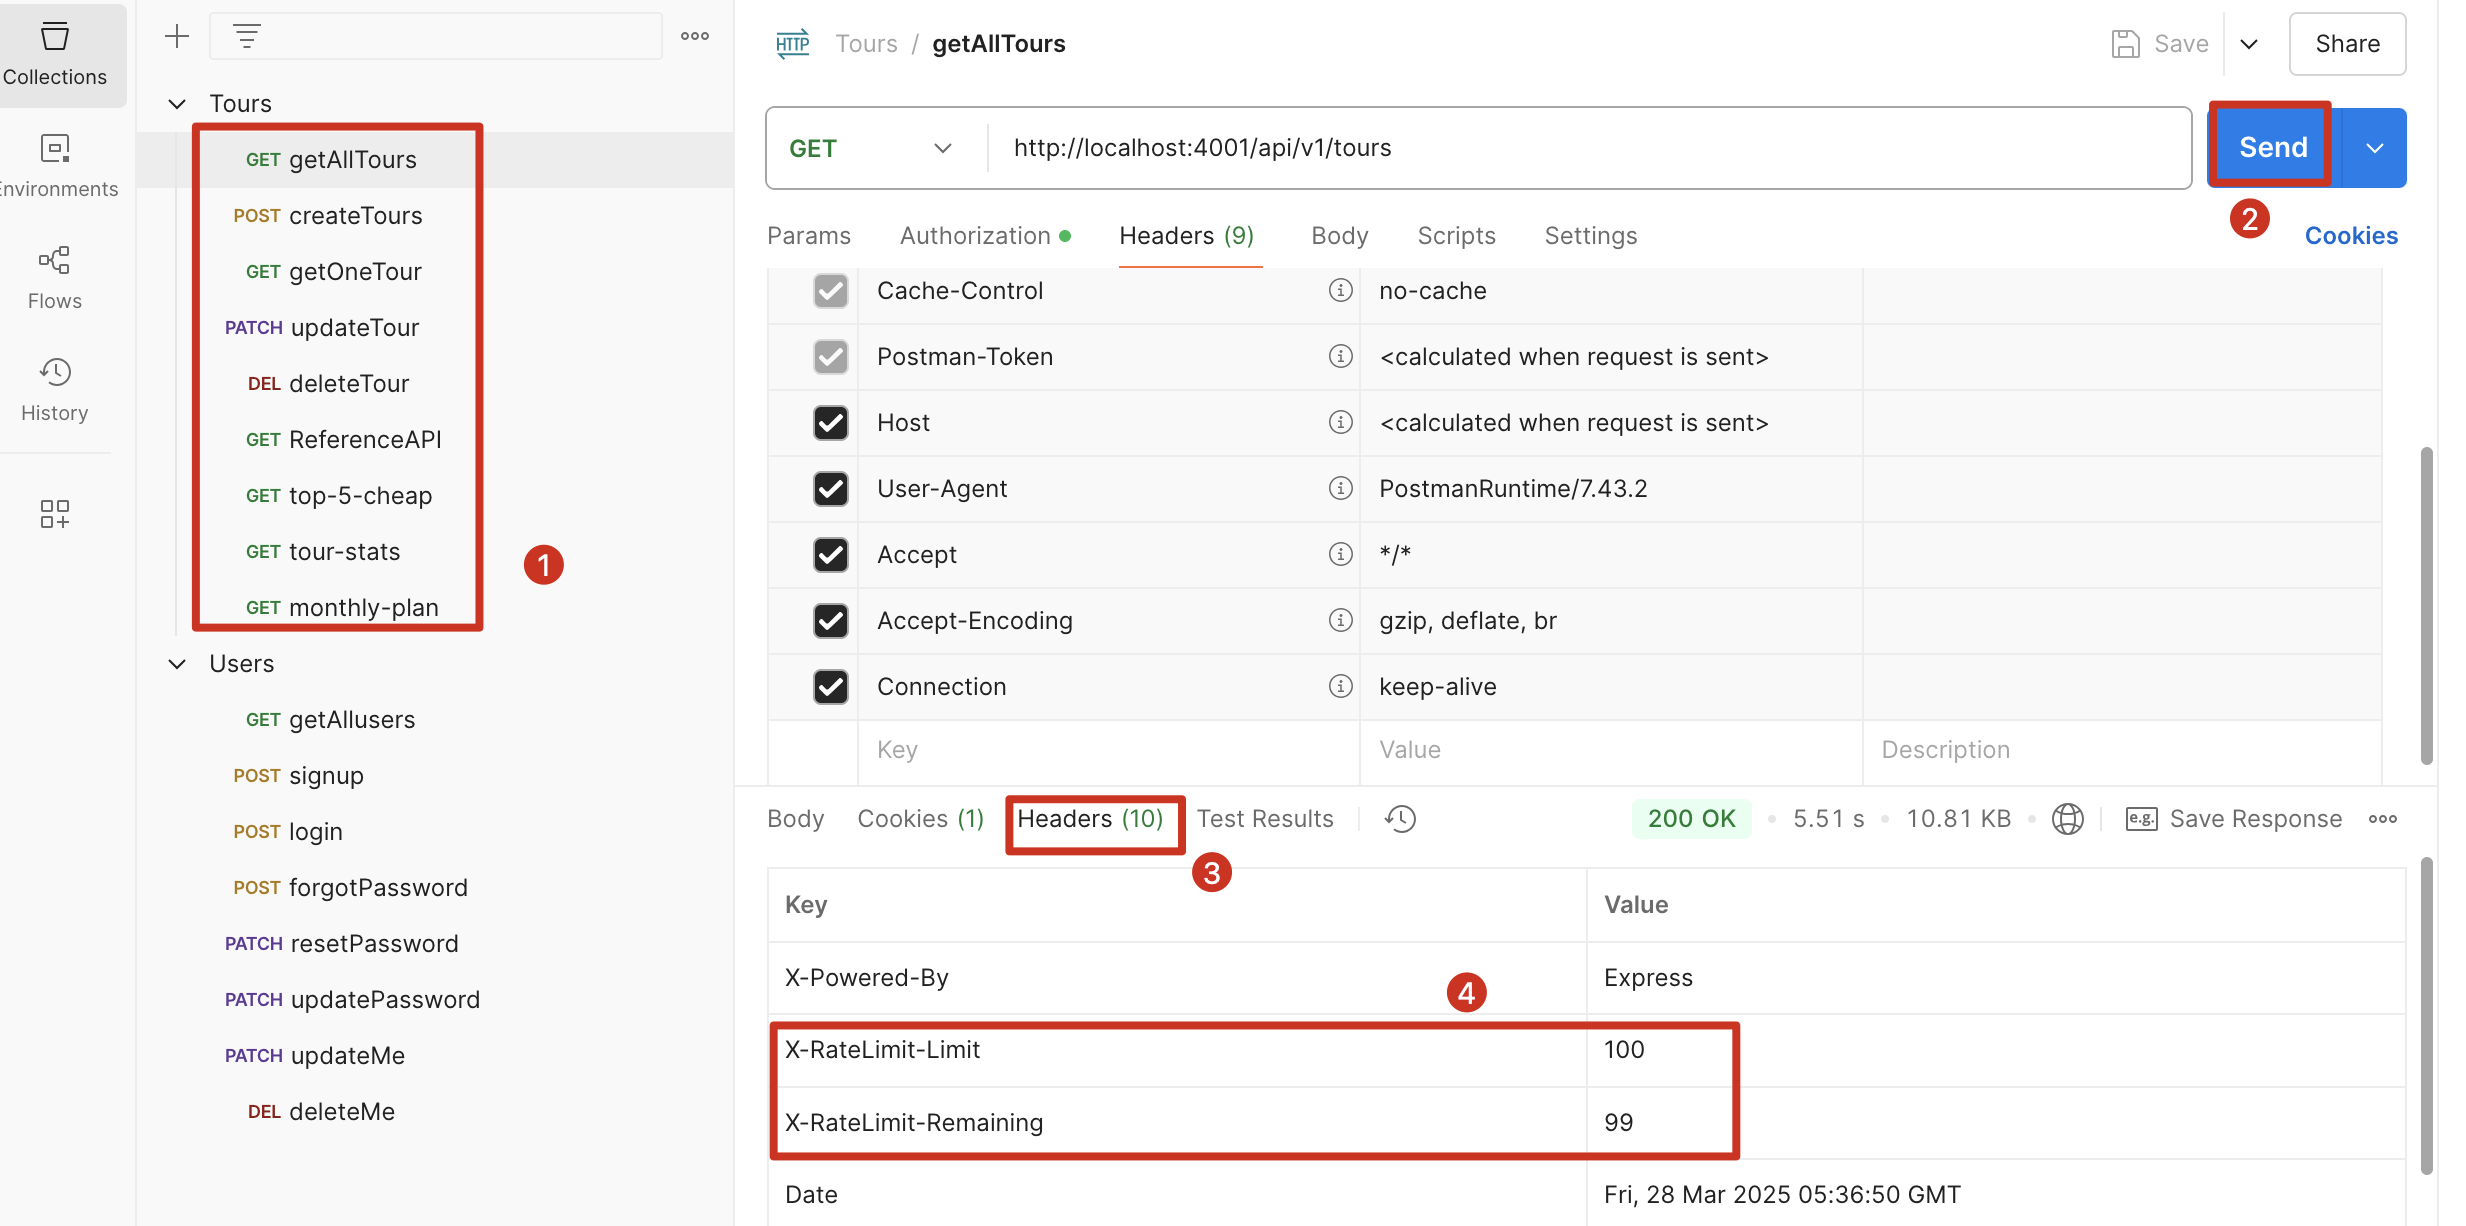 Collections
Environments
Flows
History
Tours
GET getAllTours
POST createTours
GET getOneTour
PATCH updateTour
DEL deleteTour
GET ReferenceAPI
GET top-5-cheap
GET tour-stats
GET monthly-plan
1
Users
GET getAllusers
POST signup
POST login
POST forgotPassword
PATCH resetPassword
PATCH updatePassword
PATCH updateMe
DEL deleteMe
HTTP Tours / getAllTours
Save
Share
GET http://localhost:4001/api/v1/tours
Send
2
Params Authorization Headers (9) Body Scripts Settings Cookies
Cache-Control no-cache
Postman-Token <calculated when request is sent>
Host <calculated when request is sent>
User-Agent PostmanRuntime/7.43.2
Accept */*
Accept-Encoding gzip, deflate, br
Connection keep-alive
Key Value Description
Body Cookies (1) Headers (10) Test Results 200 OK 5.51 s 10.81 KB e.g. Save Response
3
Key Value
X-Powered-By Express
4
X-RateLimit-Limit 100
X-RateLimit-Remaining 99
Date Fri, 28 Mar 2025 05:36:50 GMT